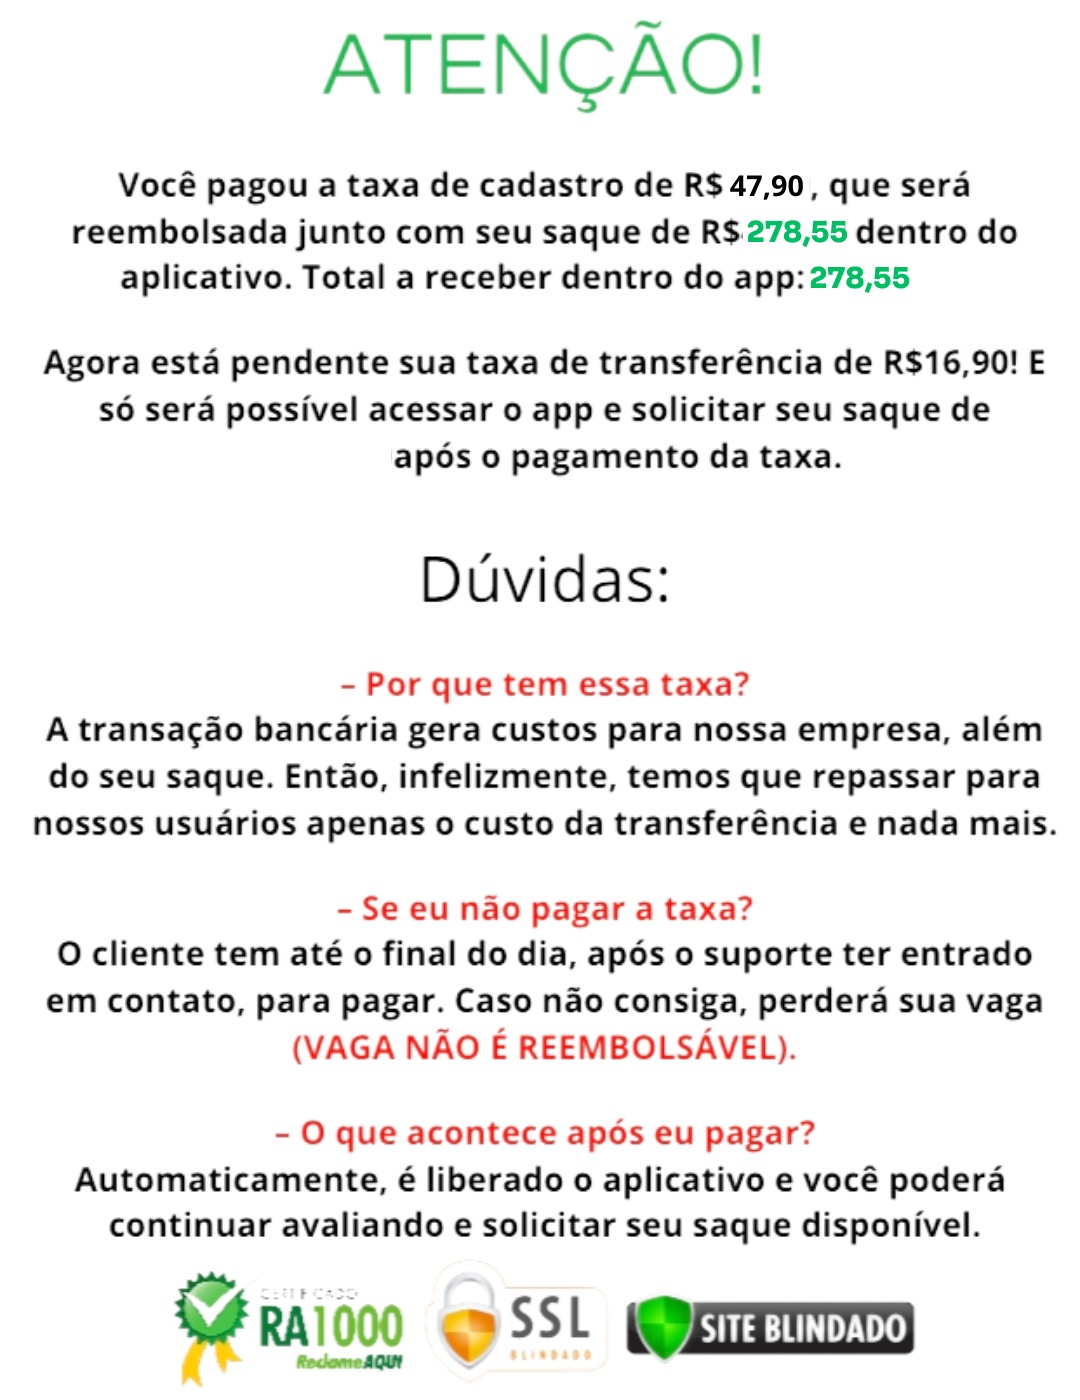 ATENÇÃO!
Você pagou a taxa de cadastro de R$ 47,90 , que será
reembolsada junto com seu saque de R$ 278,55 dentro do
aplicativo. Total a receber dentro do app: 278,55
Agora está pendente sua taxa de transferência de R$16,90! E
só será possível acessar o app e solicitar seu saque de
após o pagamento da taxa.
Dúvidas:
– Por que tem essa taxa?
A transação bancária gera custos para nossa empresa, além
do seu saque. Então, infelizmente, temos que repassar para
nossos usuários apenas o custo da transferência e nada mais.
– Se eu não pagar a taxa?
O cliente tem até o final do dia, após o suporte ter entrado
em contato, para pagar. Caso não consiga, perderá sua vaga
(VAGA NÃO É REEMBOLSÁVEL).
– O que acontece após eu pagar?
Automaticamente, é liberado o aplicativo e você poderá
continuar avaliando e solicitar seu saque disponível.
CERTIFICADO
RA1000
ReclameAQUI
SSL
BLINDADO
SITE BLINDADO